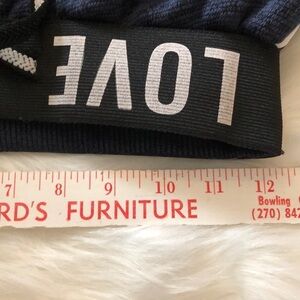 LOVE
7 8 9 10 11 12
RD'S FURNITURE
Bowling
(270) 842